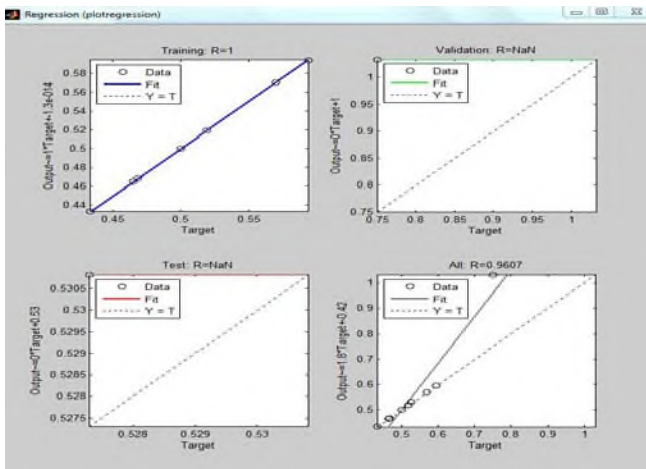 Regression (plotregression)
Training: R=1
Output~=1*Target+-1.3e-014
0.58
0.56
0.54
0.52
0.5
0.48
0.46
0.44
Data
Fit
Y = T
0.45
0.5
0.55
Target
Validation: R=NaN
Output~=0*Target+1
1
0.95
0.9
0.85
0.8
0.75
Data
Fit
Y = T
0.75
0.8
0.85
0.9
0.95
1
Target
Test: R=NaN
Output~=0*Target+0.53
0.5305
0.53
0.5295
0.529
0.5285
0.528
0.5275
Data
Fit
Y = T
0.528
0.529
0.53
Target
All: R=0.9607
Output~=1.8*Target+-0.42
1
0.9
0.8
0.7
0.6
0.5
Data
Fit
Y = T
0.5
0.6
0.7
0.8
0.9
1
Target